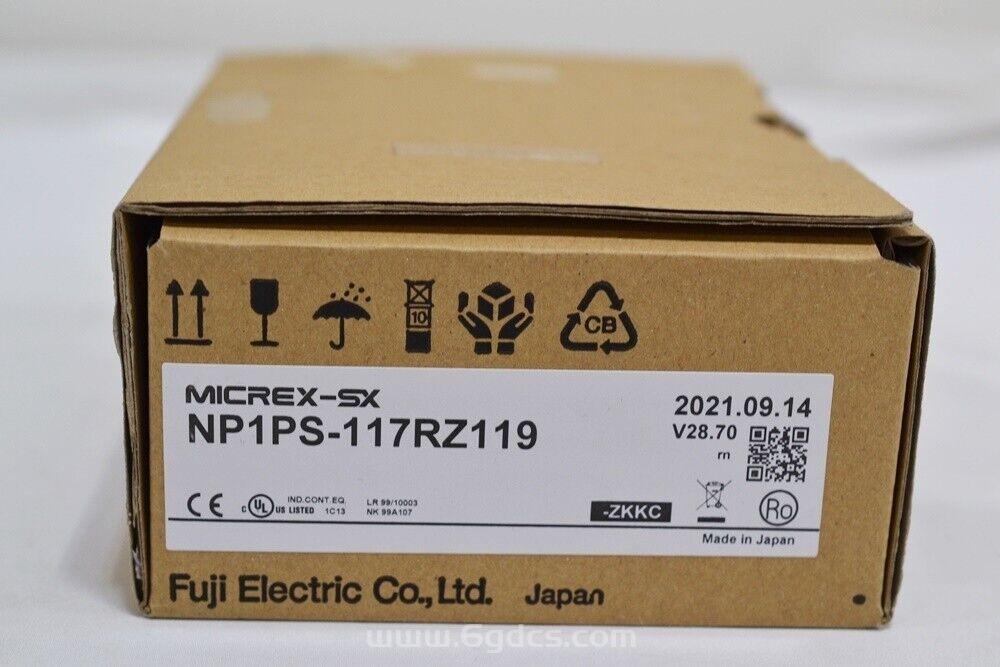 10
CB
MICREX-SX
NP1PS-117RZ119
2021.09.14
V28.70
rn
CE
C UL US LISTED
IND.CONT.EQ.
1C13
LR 99/10003
NK 99A107
-ZKKC
Ro
Made in Japan
Fuji Electric Co.,Ltd. Japan
www.6gdcs.com